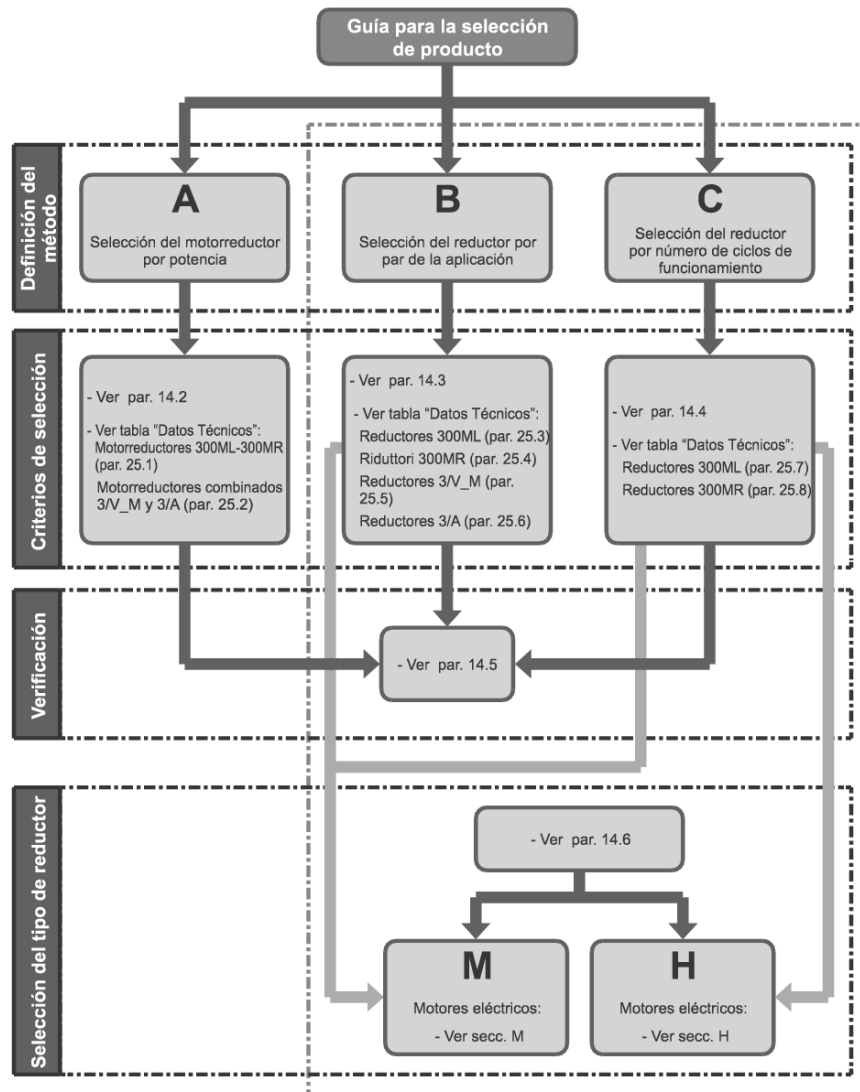 Guía para la selección
de producto
Definición del
método
A
Selección del motorreductor
por potencia
B
Selección del reductor por
par de la aplicación
C
Selección del reductor
por número de ciclos de
funcionamiento
Criterios de selección
- Ver par. 14.2
- Ver tabla “Datos Técnicos”:
Motorreductores 300ML-300MR
(par. 25.1)
Motorreductores combinados
3/V_M y 3/A (par. 25.2)
- Ver par. 14.3
- Ver tabla “Datos Técnicos”:
Reductores 300ML (par. 25.3)
Riduttori 300MR (par. 25.4)
Reductores 3/V_M (par.
25.5)
Reductores 3/A (par. 25.6)
- Ver par. 14.4
- Ver tabla “Datos Técnicos”:
Reductores 300ML (par. 25.7)
Reductores 300MR (par. 25.8)
Verificación
- Ver par. 14.5
Selección del tipo de reductor
- Ver par. 14.6
M
Motores eléctricos:
- Ver secc. M
H
Motores eléctricos:
- Ver secc. H